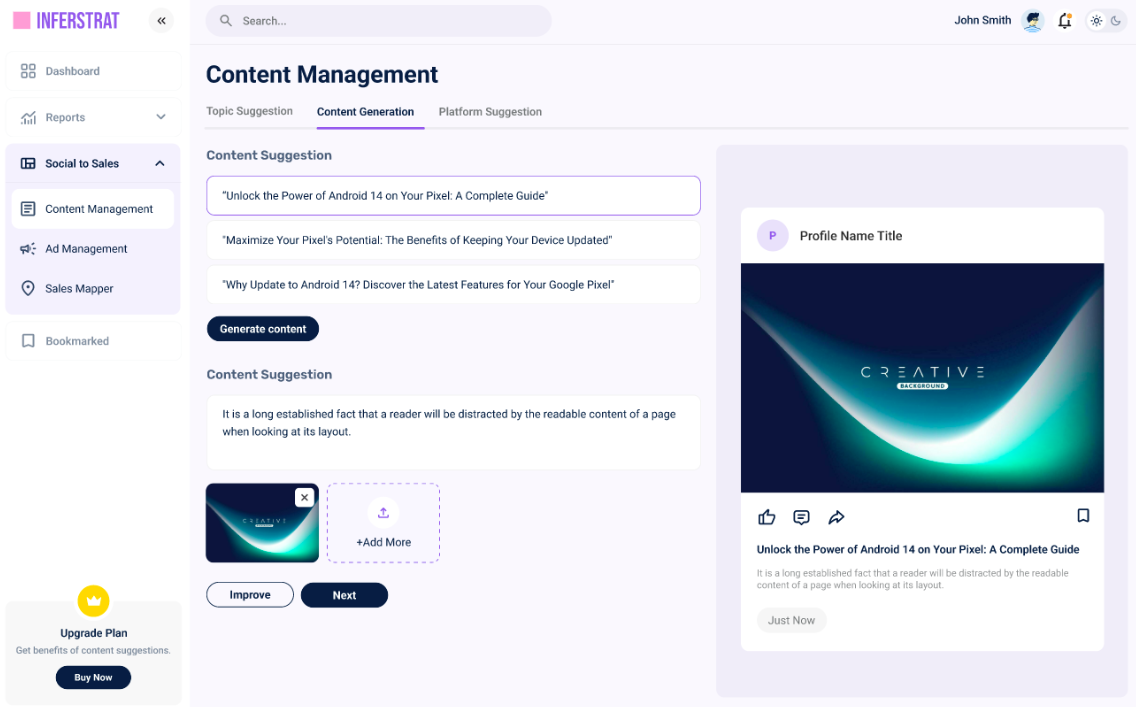 INFERSTRAT
Search...
John Smith
Dashboard
Reports
Social to Sales
Content Management
Ad Management
Sales Mapper
Bookmarked
Upgrade Plan
Get benefits of content suggestions.
Buy Now
Content Management
Topic Suggestion
Content Generation
Platform Suggestion
Content Suggestion
"Unlock the Power of Android 14 on Your Pixel: A Complete Guide"
"Maximize Your Pixel's Potential: The Benefits of Keeping Your Device Updated"
"Why Update to Android 14? Discover the Latest Features for Your Google Pixel"
Generate content
Content Suggestion
It is a long established fact that a reader will be distracted by the readable content of a page
when looking at its layout.
CREATIVE
+Add More
Improve
Next
P
Profile Name Title
CREATIVE
BACKGROUND
Unlock the Power of Android 14 on Your Pixel: A Complete Guide
It is a long established fact that a reader will be distracted by the readable
content of a page when looking at its layout.
Just Now